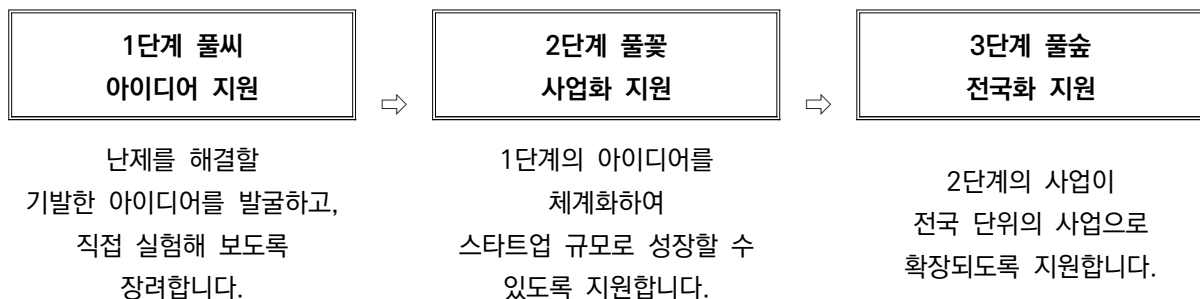 1단계 풀씨
아이디어 지원
난제를 해결할
기발한 아이디어를 발굴하고,
직접 실험해 보도록
장려합니다.
⇨
2단계 풀꽃
사업화 지원
1단계의 아이디어를
체계화하여
스타트업 규모로 성장할 수
있도록 지원합니다.
⇨
3단계 풀숲
전국화 지원
2단계의 사업이
전국 단위의 사업으로
확장되도록 지원합니다.